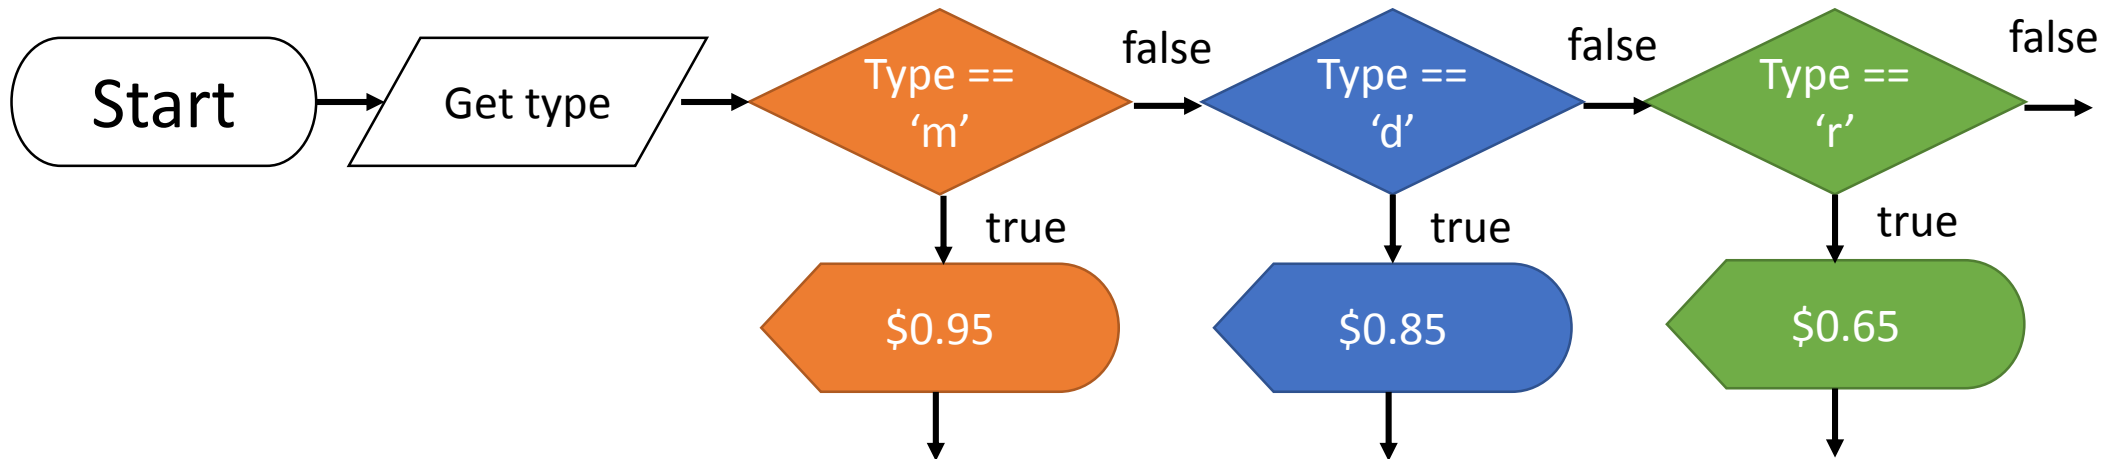 Start
Get type
Type ==
‘m’
false
Type ==
‘d’
false
Type ==
‘r’
false
true
true
true
$0.95
$0.85
$0.65